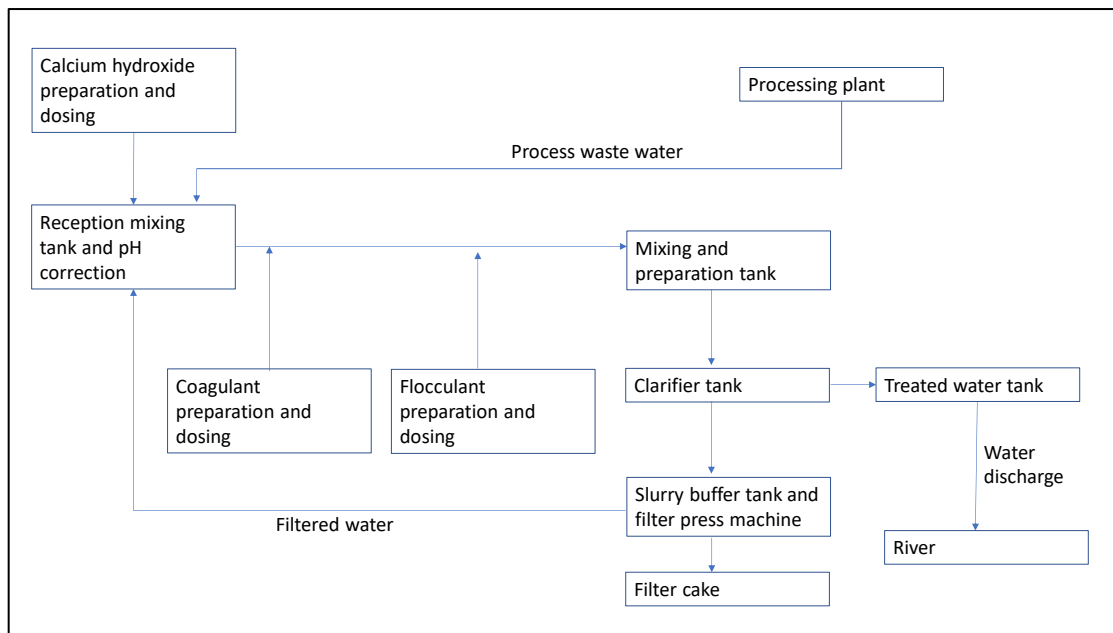 Calcium hydroxide
preparation and
dosing
Processing plant
Process waste water
Reception mixing
tank and pH
correction
Mixing and
preparation tank
Coagulant
preparation and
dosing
Flocculant
preparation and
dosing
Clarifier tank
Treated water tank
Water
discharge
Slurry buffer tank and
filter press machine
Filtered water
River
Filter cake